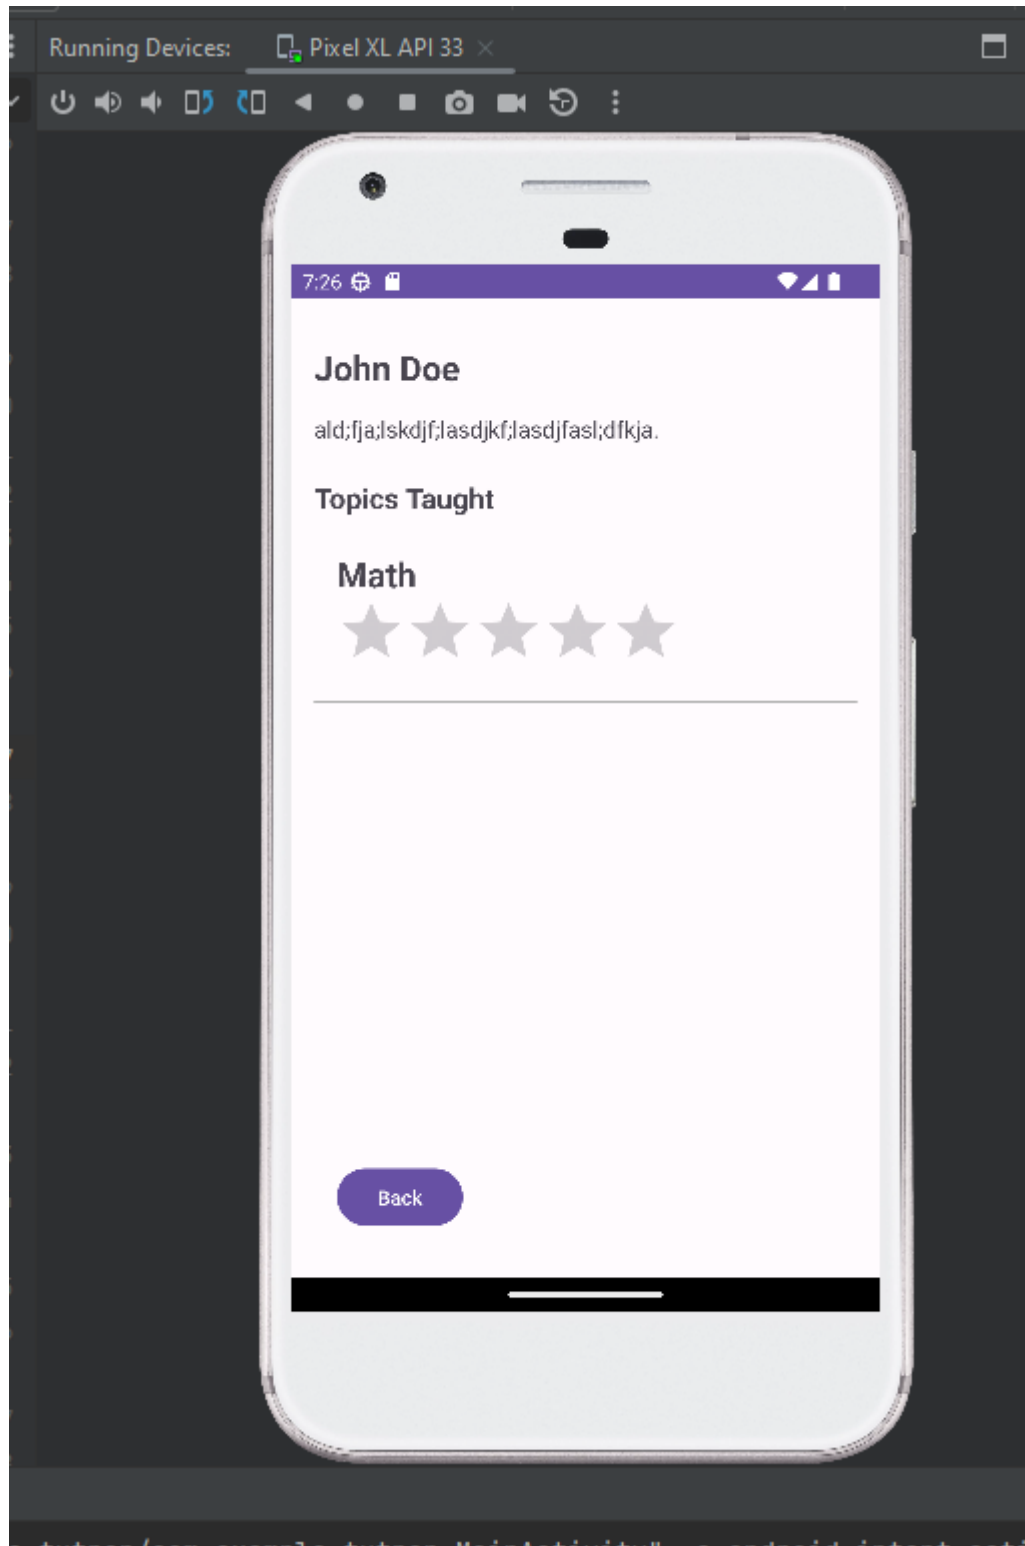 Running Devices: Pixel XL API 33
7:26
John Doe
ald;fja;lskdjf;lasdjkf;lasdjfasl;dfkja.
Topics Taught
Math
Back